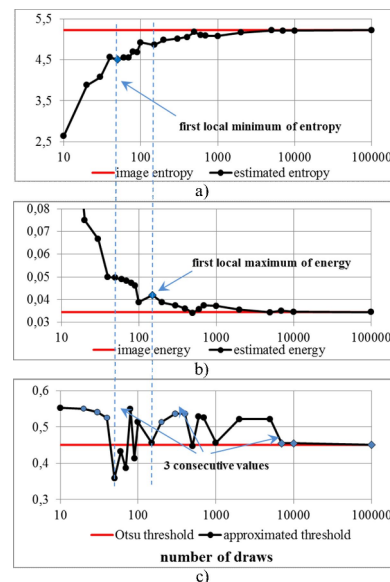 5,5
4,5
3,5
2,5
first local minimum of entropy
10 100 1000 10000 100000
image entropy estimated entropy
a)
0,08
0,07
0,06
0,05
0,04
0,03
first local maximum of energy
10 100 1000 10000 100000
image energy estimated energy
b)
0,6
0,5
0,4
0,3
3 consecutive values
10 100 1000 10000 100000
Otsu threshold approximated threshold
number of draws
c)